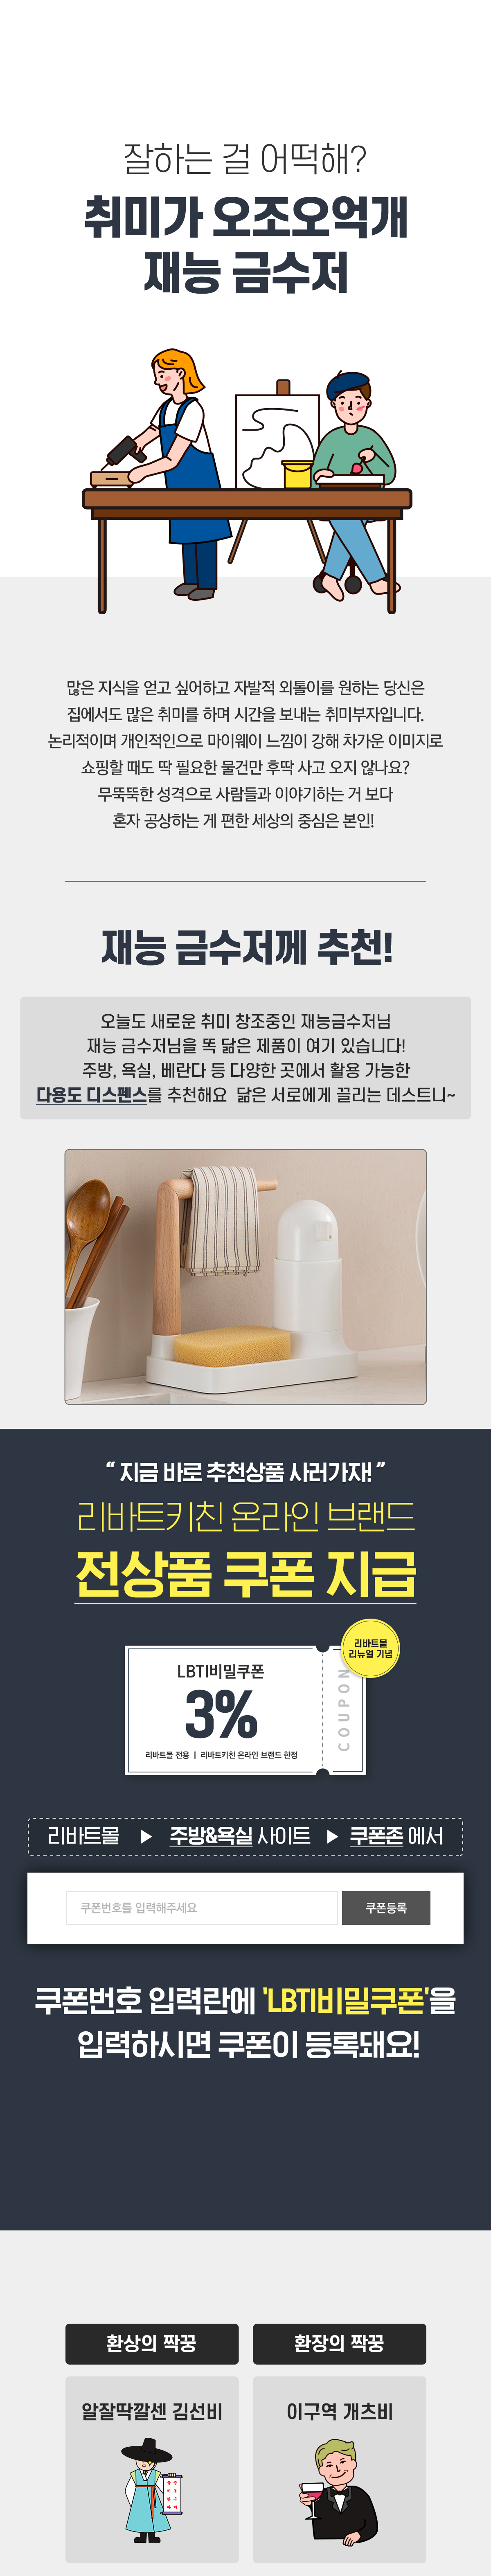 잘하는 걸 어떡해?
취미가 오조오억개
재능 금수저
많은 지식을 얻고 싶어하고 자발적 외톨이를 원하는 당신은
집에서도 많은 취미를 하며 시간을 보내는 취미부자입니다.
논리적이며 개인적인으로 마이웨이 느낌이 강해 차가운 이미지로
쇼핑할 때도 딱 필요한 물건만 후딱 사고 오지 않나요?
무뚝뚝한 성격으로 사람들과 이야기하는 거 보다
혼자 공상하는 게 편한 세상의 중심은 본인!
재능 금수저께 추천!
오늘도 새로운 취미 창조중인 재능금수저님
재능 금수저님을 똑 닮은 제품이 여기 있습니다!
주방, 욕실, 베란다 등 다양한 곳에서 활용 가능한
다용도 디스펜스를 추천해요 닮은 서로에게 끌리는 데스트니~
“ 지금 바로 추천상품 사러가자! ”
리바트키친 온라인 브랜드
전상품 쿠폰 지급
리바트몰
리뉴얼 기념
LBTI비밀쿠폰
3%
리바트몰 전용 | 리바트키친 온라인 브랜드 한정
COUPON
리바트몰 ▶ 주방&욕실 사이트 ▶ 쿠폰존 에서
쿠폰번호를 입력해주세요 쿠폰등록
쿠폰번호 입력란에 'LBTI비밀쿠폰'을
입력하시면 쿠폰이 등록돼요!
환상의 짝꿍 환장의 짝꿍
알잘딱깔센 김선비 이구역 개츠비